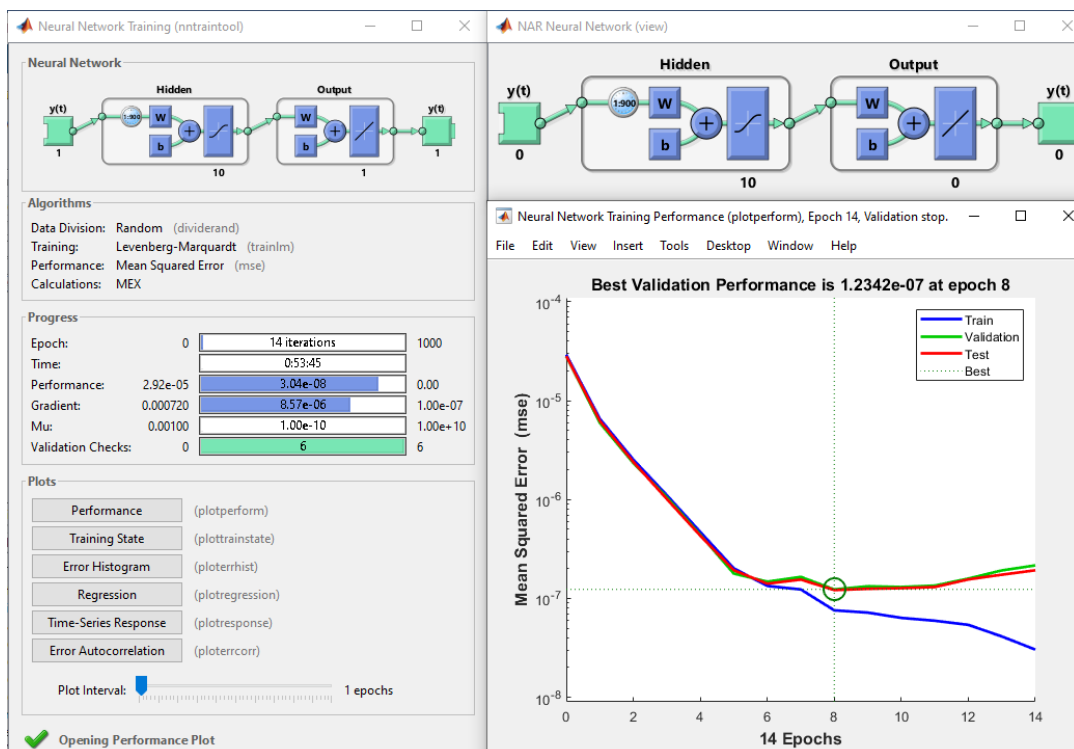 Neural Network Training (nntraintool)
Neural Network
Hidden
Output
y(t)
y(t)
1:900
W
b
W
b
1
10
1
1
Algorithms
Data Division: Random (dividerand)
Training: Levenberg-Marquardt (trainlm)
Performance: Mean Squared Error (mse)
Calculations: MEX
Progress
Epoch: 0 14 iterations 1000
Time: 0:53:45
Performance: 2.92e-05 3.04e-08 0.00
Gradient: 0.000720 8.57e-06 1.00e-07
Mu: 0.00100 1.00e-10 1.00e+10
Validation Checks: 0 6 6
Plots
Performance (plotperform)
Training State (plottrainstate)
Error Histogram (ploterrhist)
Regression (plotregression)
Time-Series Response (plotresponse)
Error Autocorrelation (ploterrcorr)
Plot Interval: 1 epochs
Opening Performance Plot
NAR Neural Network (view)
Hidden
Output
y(t)
y(t)
1:900
W
b
W
b
0
10
0
0
Neural Network Training Performance (plotperform), Epoch 14, Validation stop.
File Edit View Insert Tools Desktop Window Help
Best Validation Performance is 1.2342e-07 at epoch 8
Mean Squared Error (mse)
10⁻⁴
10⁻⁵
10⁻⁶
10⁻⁷
10⁻⁸
Train
Validation
Test
Best
0 2 4 6 8 10 12 14
14 Epochs